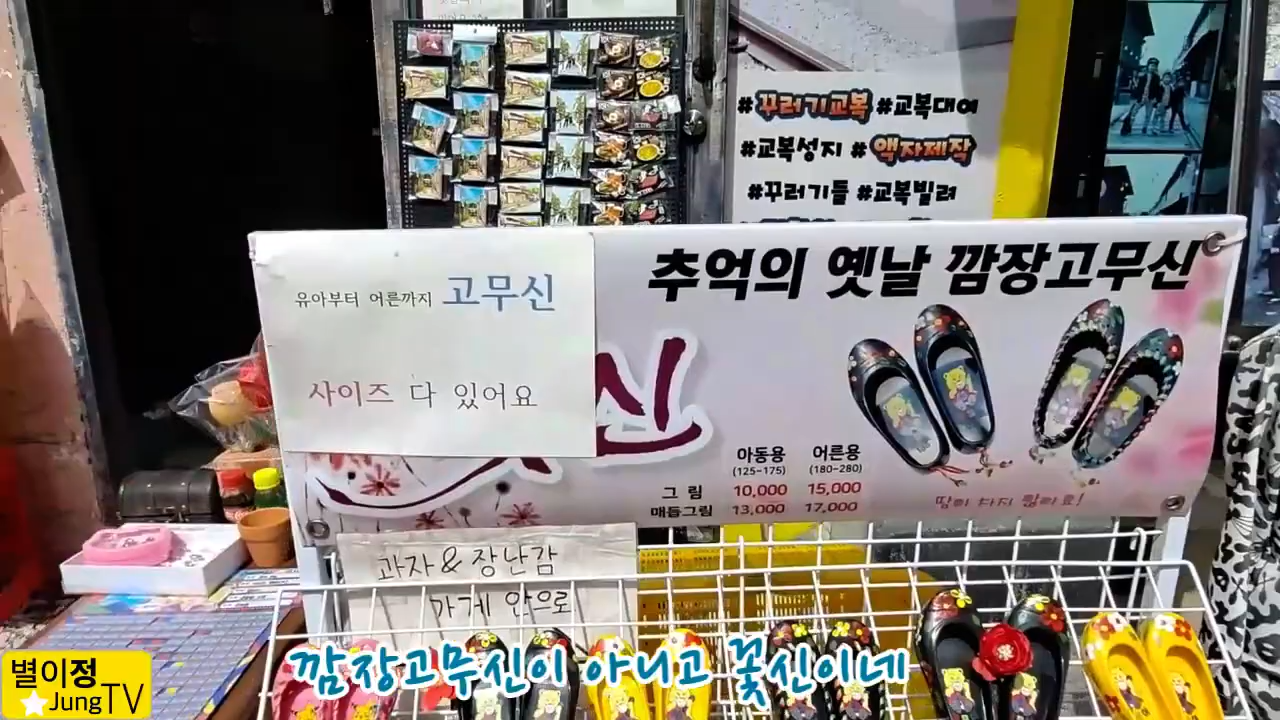 #꾸러기교복 #교복대여
#교복성지 #액자제작
#꾸러기들 #교복빌려
추억의 옛날 깜장고무신
유아부터 어른까지 고무신
사이즈 다 있어요
신
아동용 어른용
(125-175) (180-280)
그 림 10,000 15,000
매듭그림 13,000 17,000
과자 & 장난감
가게 안으로
깜장고무신이 아니고 꽃신이네
별이정
JungTV